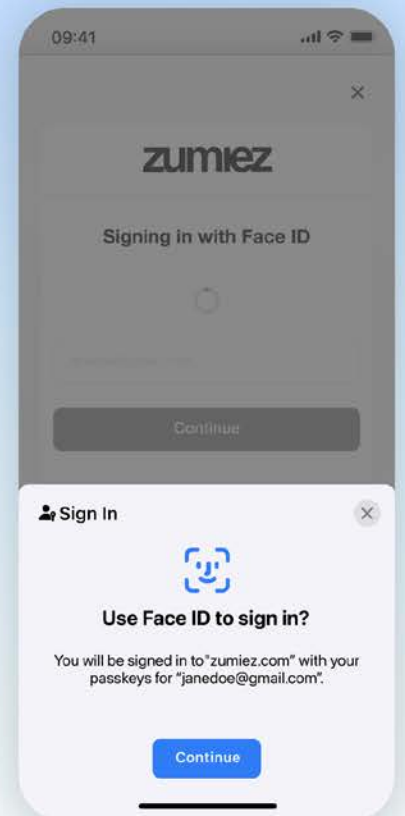 09:41
zumiez
Signing in with Face ID
Continue
Sign In
Use Face ID to sign in?
You will be signed in to"zumiez.com” with your
passkeys for “janedoe@gmail.com”.
Continue